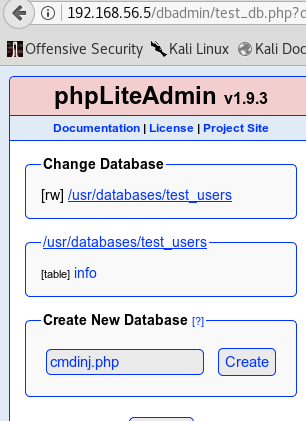 192.168.56.5/dbadmin/test_db.php?
Offensive Security Kali Linux Kali Doc
phpLiteAdmin v1.9.3
Documentation | License | Project Site
Change Database
[rw] /usr/databases/test_users
/usr/databases/test_users
[table] info
Create New Database [?]
cmdinj.php Create